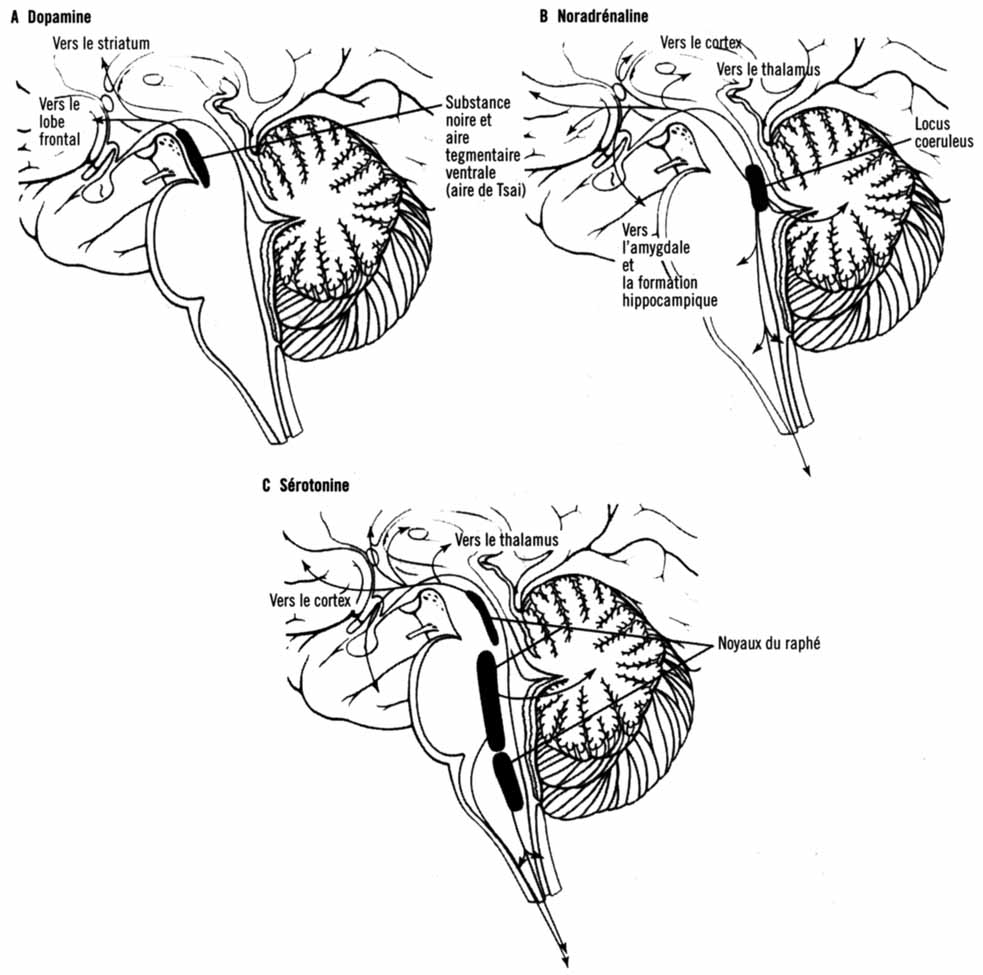 A Dopamine
Vers le striatum
Vers le
lobe
frontal
Substance
noire et
aire
tegmentaire
ventrale
(aire de Tsai)
B Noradrénaline
Vers le cortex
Vers le thalamus
Locus
coeruleus
Vers
l'amygdale
et
la formation
hippocampique
C Sérotonine
Vers le thalamus
Vers le cortex
Noyaux du raphé